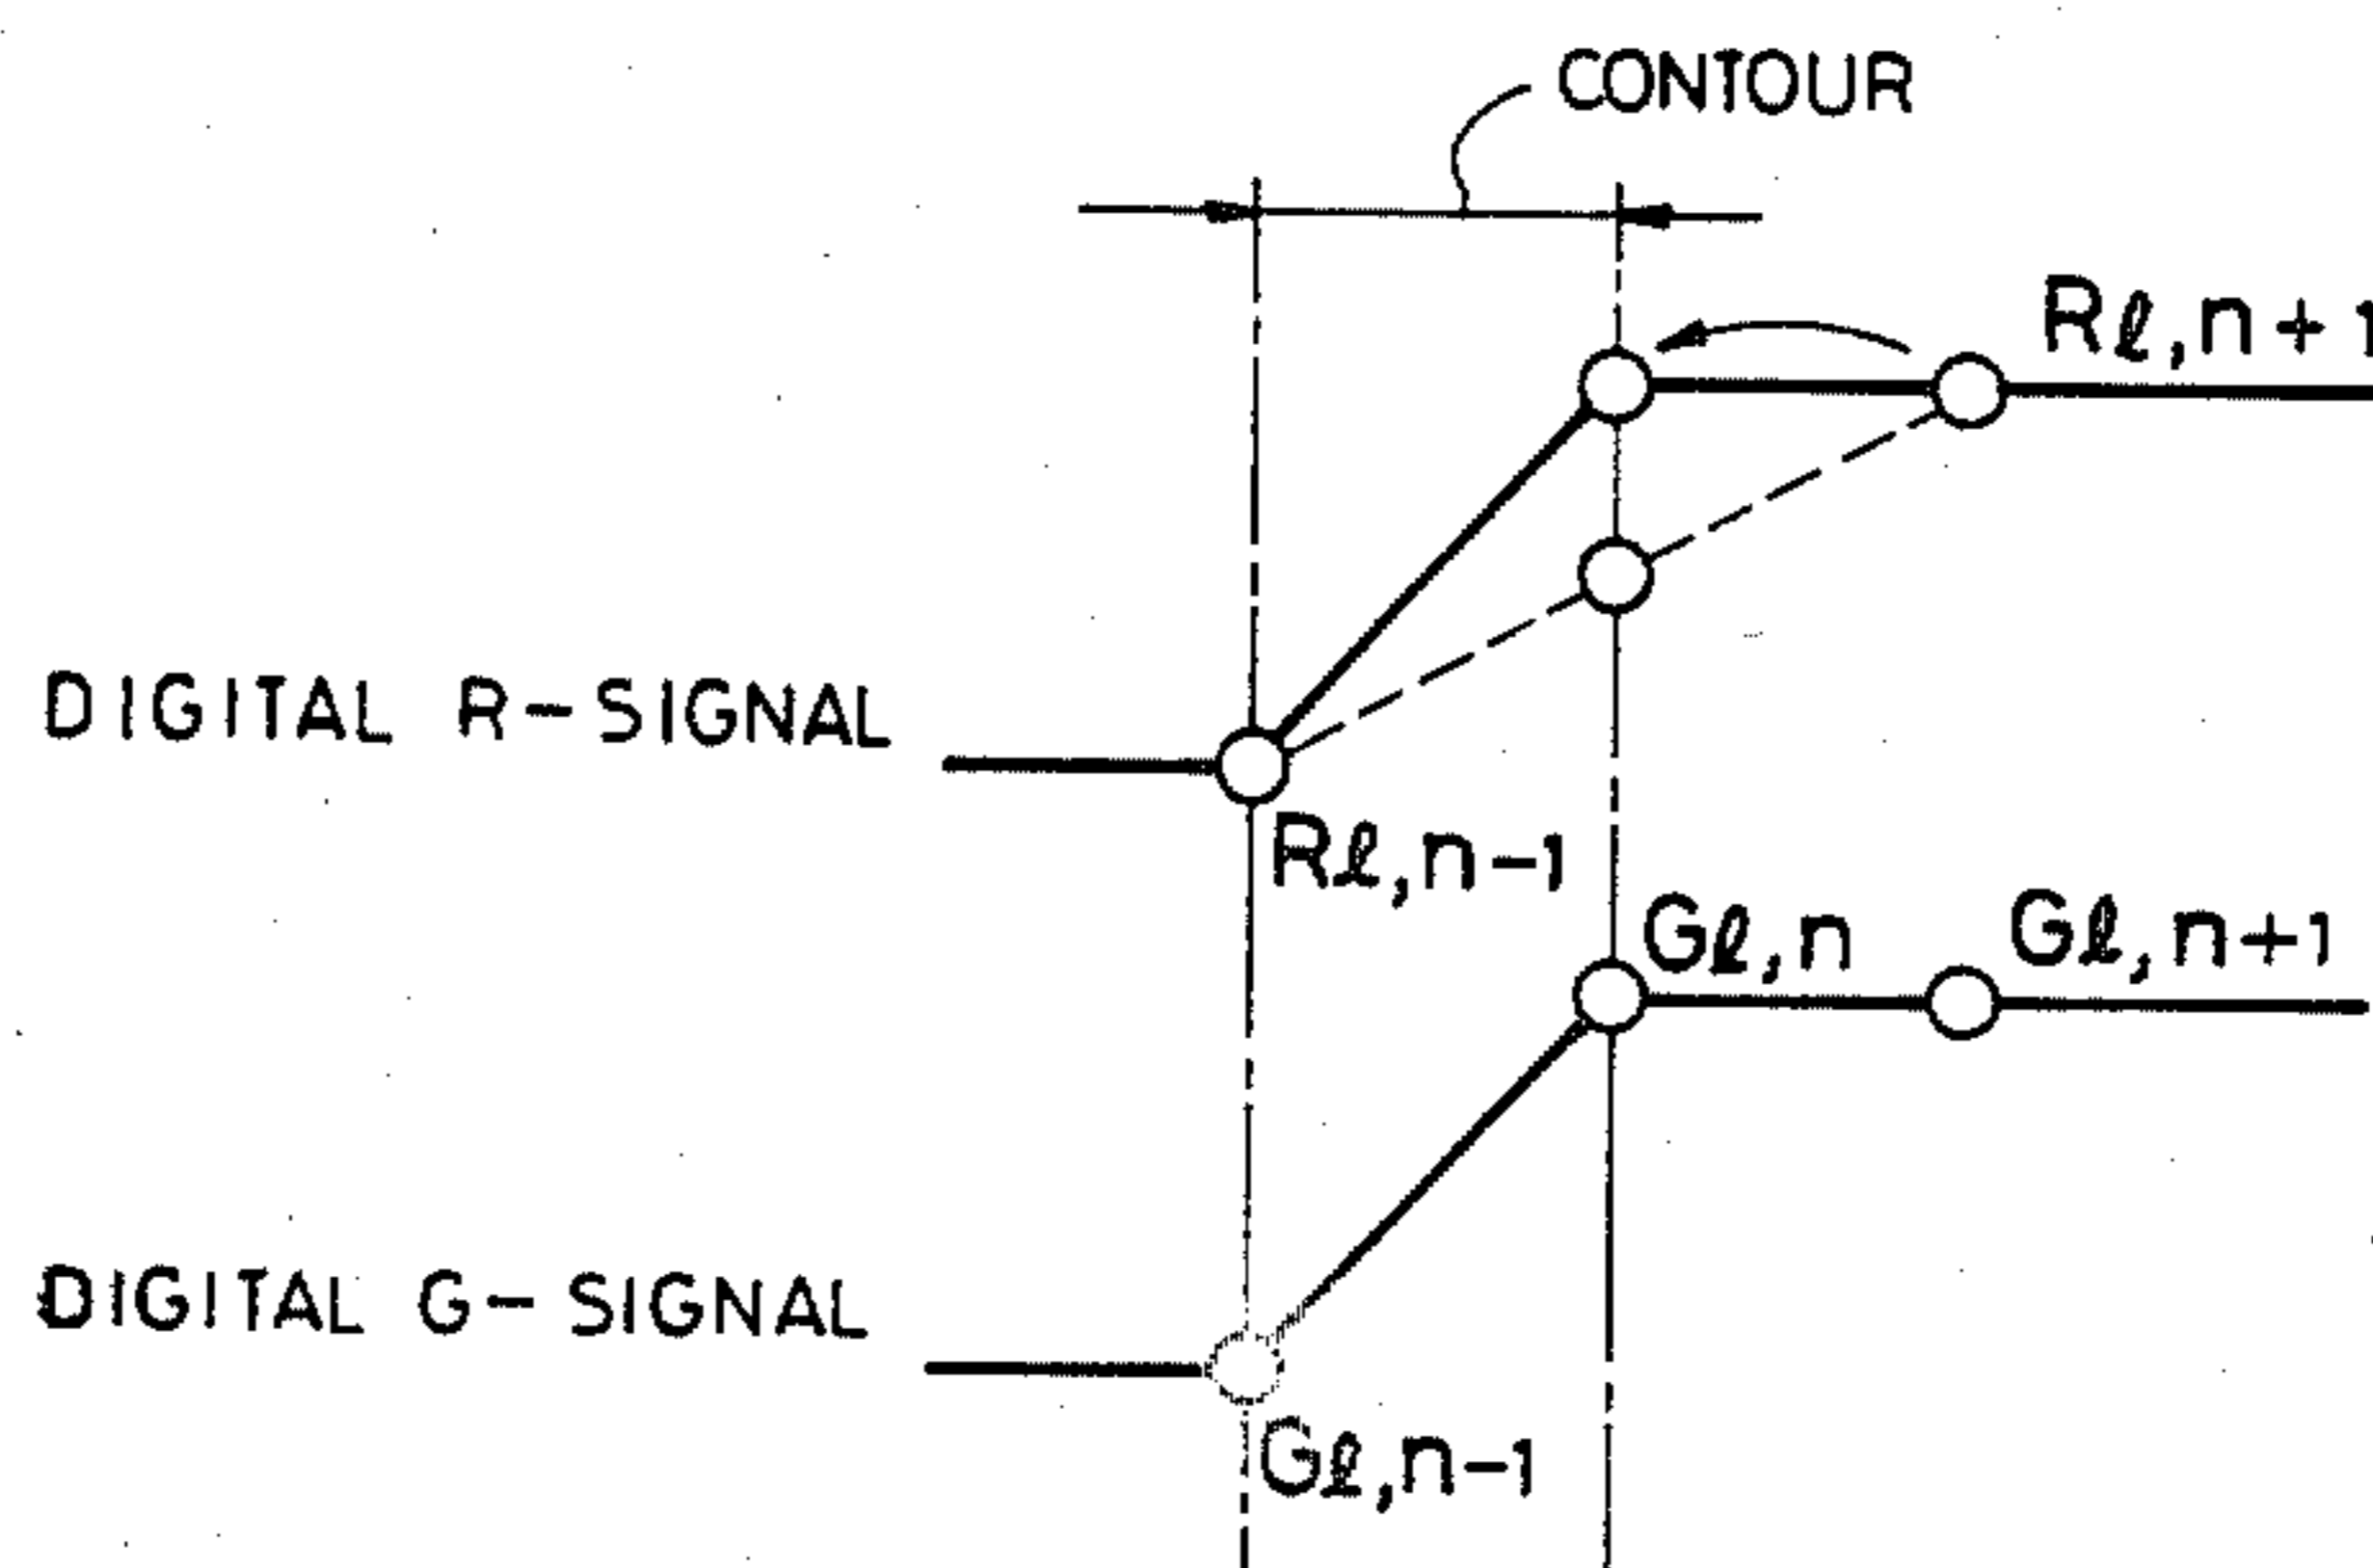 CONTOUR
Rℓ,n+1
DIGITAL R-SIGNAL
Rℓ,n-1
Gℓ,n
Gℓ,n+1
DIGITAL G-SIGNAL
Gℓ,n-1